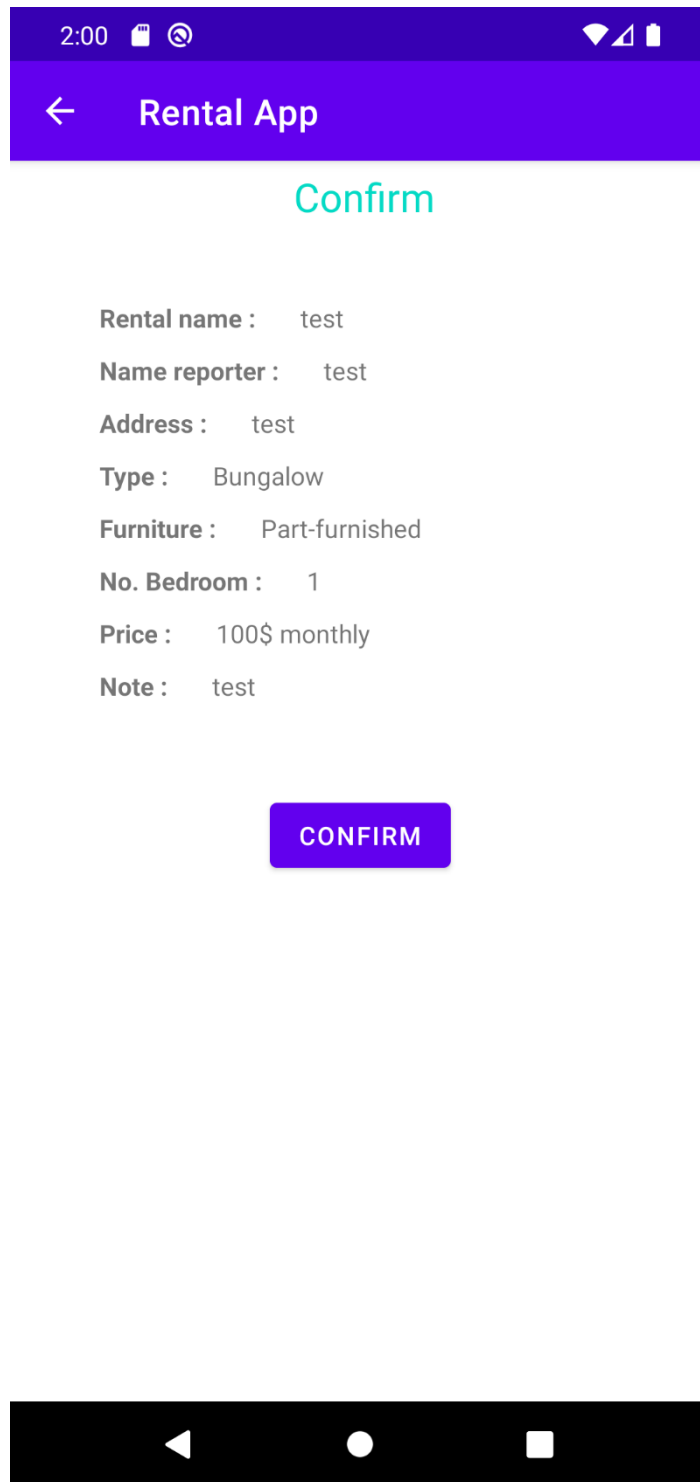 2:00
Rental App
Confirm
Rental name : test
Name reporter : test
Address : test
Type : Bungalow
Furniture : Part-furnished
No. Bedroom : 1
Price : 100$ monthly
Note : test
CONFIRM